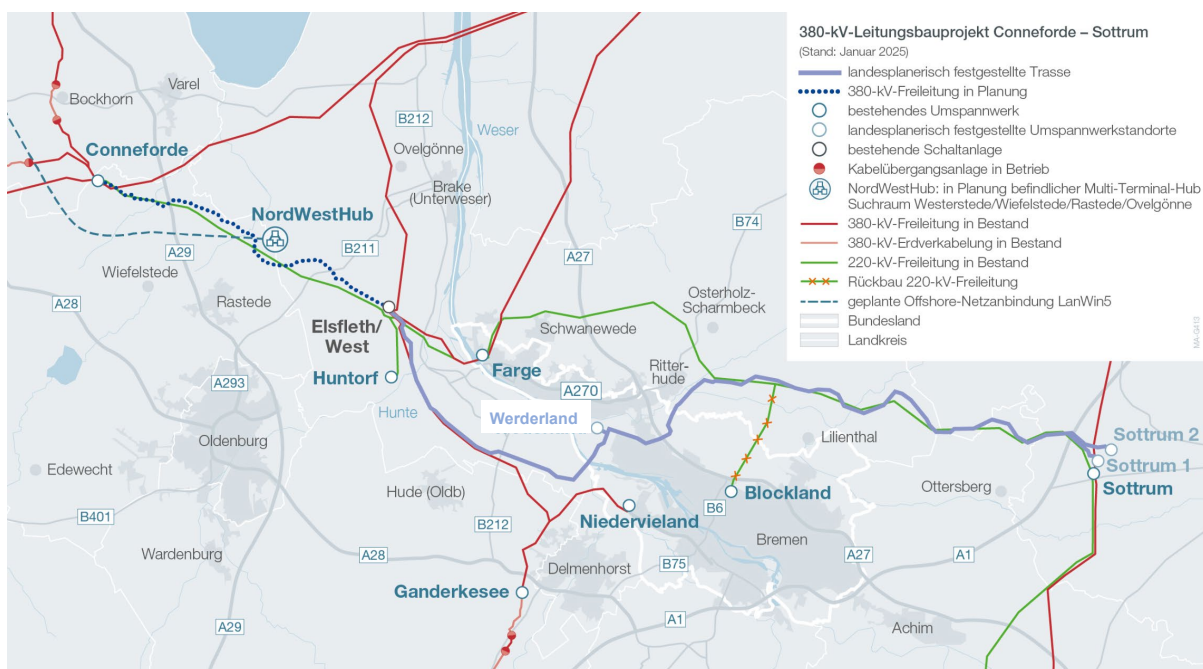 380-kV-Leitungsbauprojekt Conneforde – Sottrum
(Stand: Januar 2025)
landesplanerisch festgestellte Trasse
380-kV-Freileitung in Planung
bestehendes Umspannwerk
landesplanerisch festgestellte Umspannwerkstandorte
bestehende Schaltanlage
Kabelübergangsanlage in Betrieb
NordWestHub: in Planung befindlicher Multi-Terminal-Hub
Suchraum Westerstede/Wiefelstede/Rastede/Ovelgönne
380-kV-Freileitung in Bestand
380-kV-Erdverkabelung in Bestand
220-kV-Freileitung in Bestand
Rückbau 220-kV-Freileitung
geplante Offshore-Netzanbindung LanWin5
Bundesland
Landkreis
MA-G413
Varel
Bockhorn
B212
Weser
Conneforde
Ovelgönne
Brake
(Unterweser)
NordWestHub
B74
A29
B211
A27
Wiefelstede
Osterholz-
Scharmbeck
A28
Rastede
Schwanewede
Elsfleth/
West
Farge
Ritter-
hude
Huntorf
A293
A270
Hunte
Werderland
Oldenburg
Lilienthal
Sottrum 2
Sottrum 1
Sottrum
Edewecht
Hude (Oldb)
Blockland
Ottersberg
B6
Niedervieland
B401
B212
Bremen
Wardenburg
A28
A27
A1
Delmenhorst
B75
Ganderkesee
A1
A29
Achim